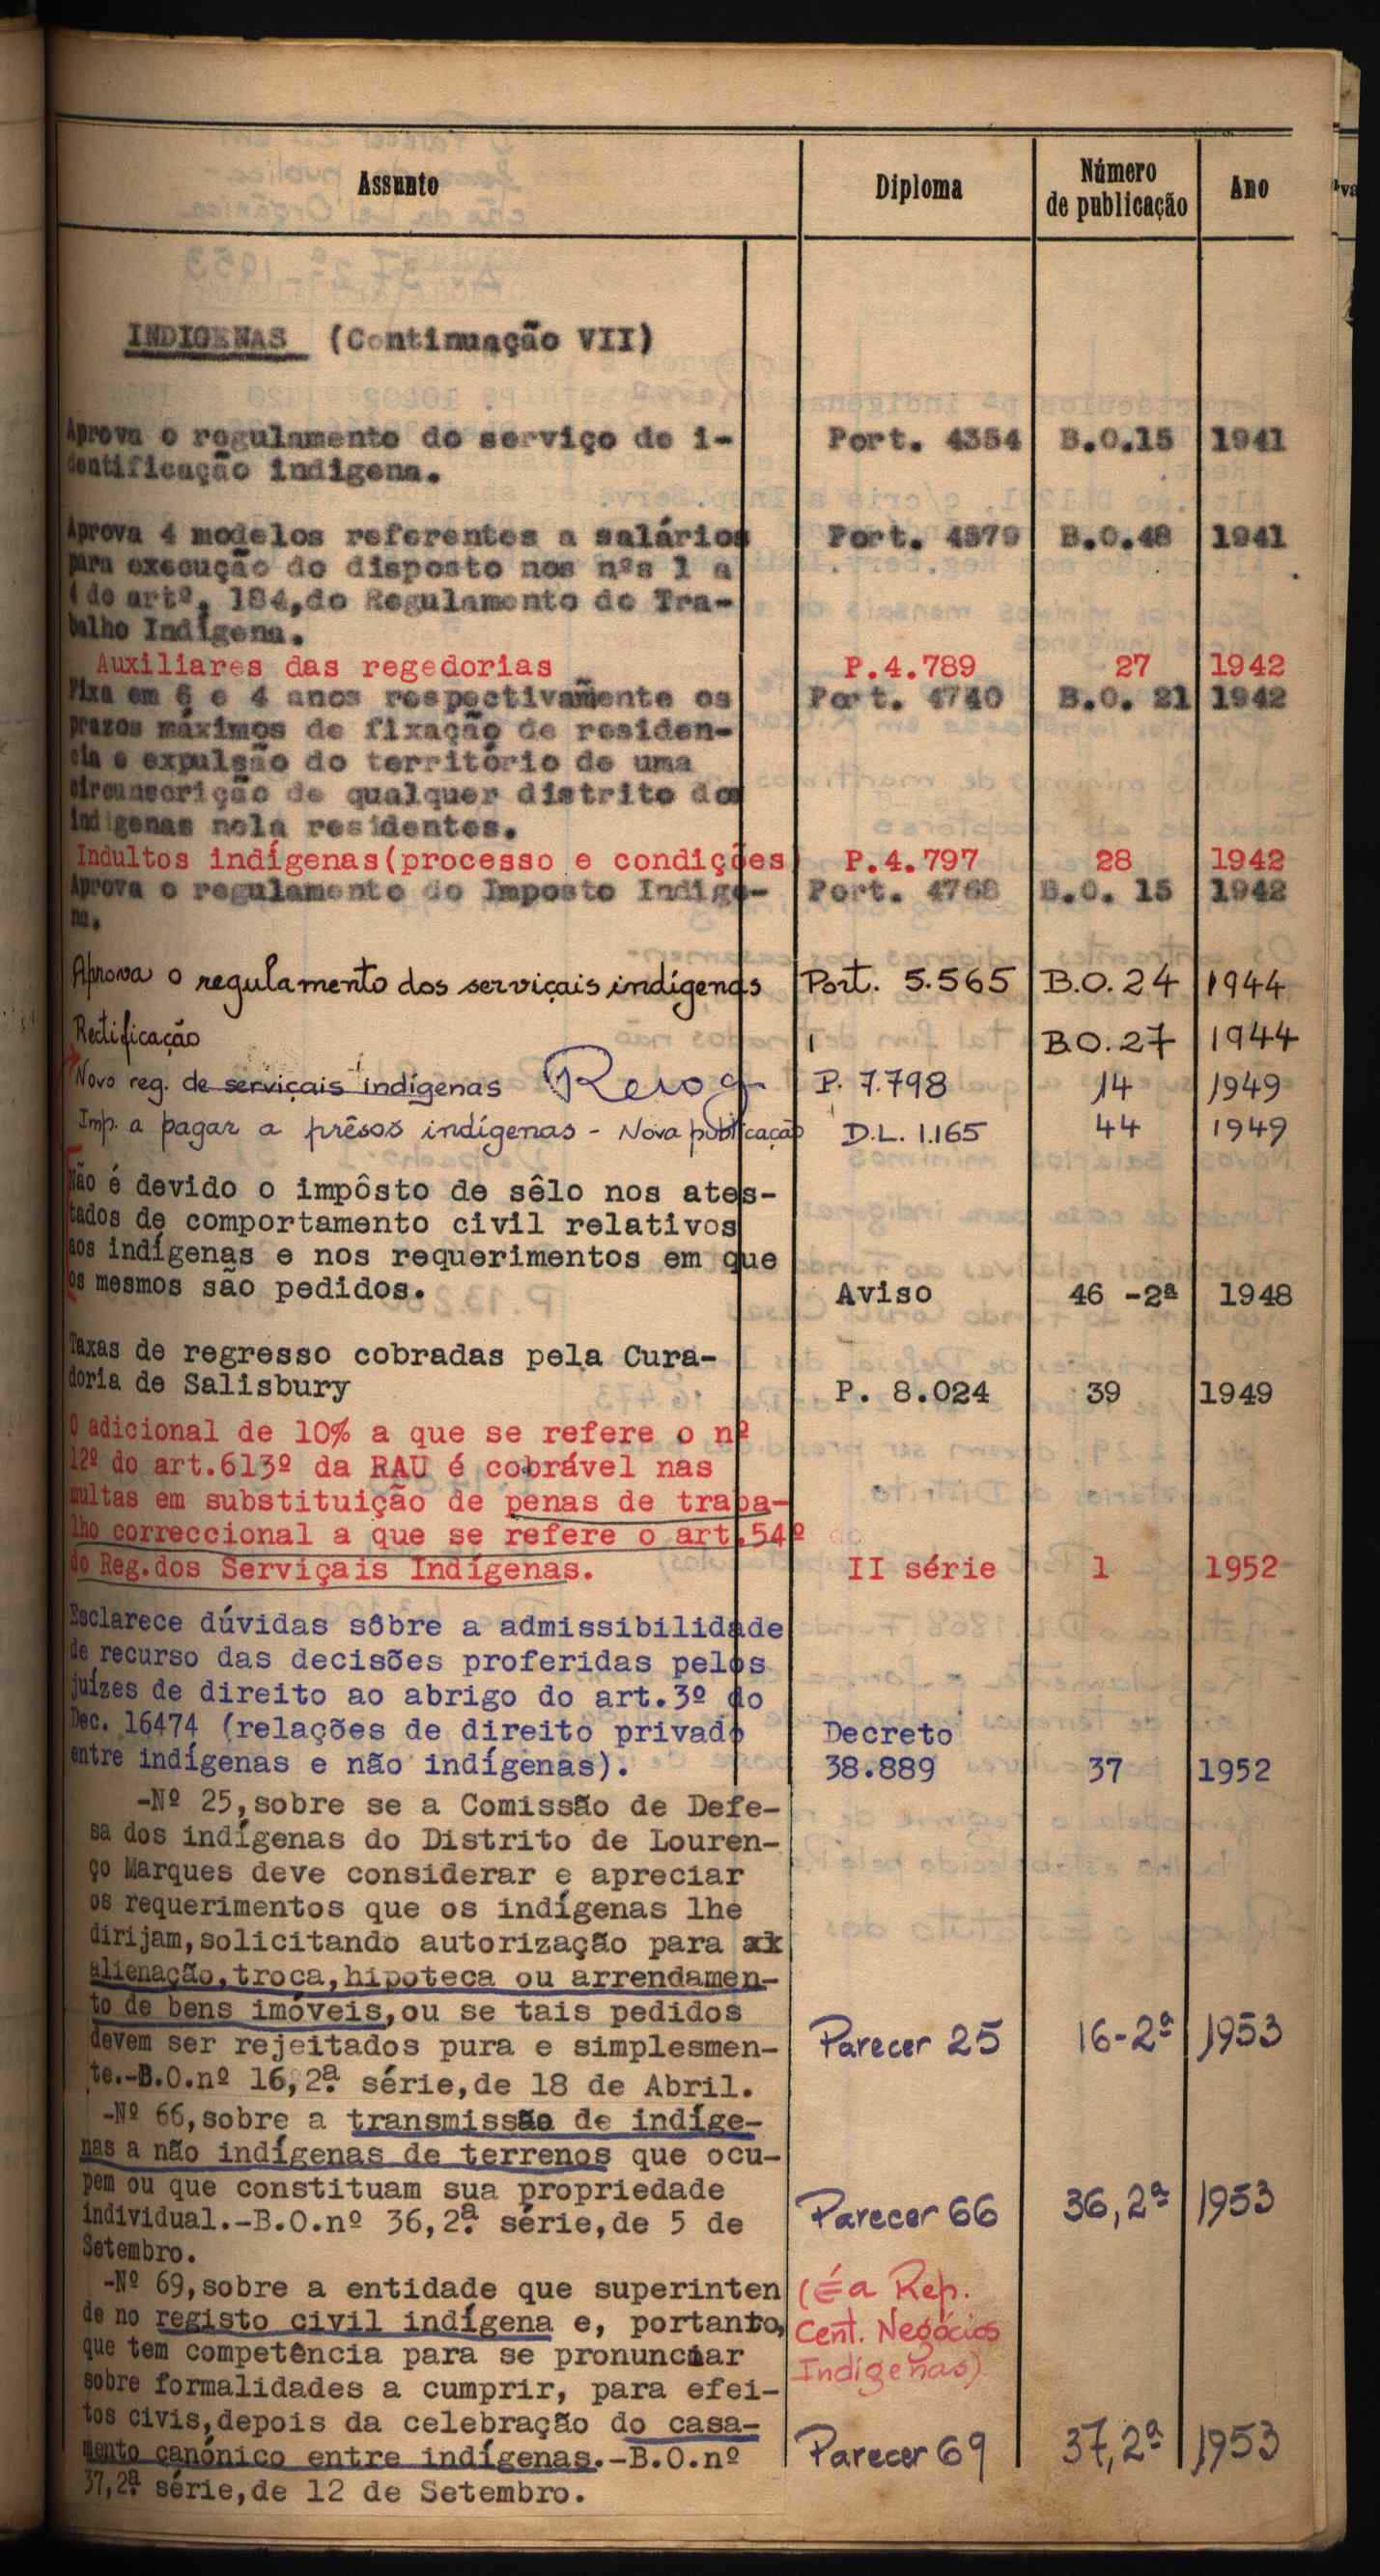 Assunto Diploma Número de publicação Ano
INDIGENAS (Continuação VII)
Aprova o regulamento do serviço de i- Port. 4354 B.O.15 1941
dentificação indigena.
Aprova 4 modelos referentes a salários Port. 4379 B.O.48 1941
para execução do disposto nos nºs 1 a
4 do artº. 184,do Regulamento do Tra-
balho Indígena.
Auxiliares das regedorias P.4.789 27 1942
Fixa em 6 e 4 anos respectivamente os Port. 4740 B.O. 21 1942
prazos máximos de fixação de residen-
cia e expulsão do território de uma
circunscrição de qualquer distrito dos
indigenas nela residentes.
Indultos indígenas(processo e condições) P.4.797 28 1942
Aprova o regulamento do Imposto Indige- Port. 4768 B.O. 15 1942
na.
Aprova o regulamento dos serviçais indígenas Port. 5.565 B.O.24 1944
Rectificação B.O.27 1944
Novo reg. de serviçais indígenas Revog P. 7.798 14 1949
Imp. a pagar a prêsos indígenas - Nova publicação D.L. 1.165 44 1949
Não é devido o impôsto de sêlo nos ates-
tados de comportamento civil relativos
aos indígenas e nos requerimentos em que
os mesmos são pedidos. Aviso 46 -2ª 1948
Taxas de regresso cobradas pela Cura-
doria de Salisbury P. 8.024 39 1949
O adicional de 10% a que se refere o nº
12º do art.613º da RAU é cobrável nas
multas em substituição de penas de traba-
lho correccional a que se refere o art.54º do
do Reg.dos Serviçais Indígenas. II série 1 1952
Esclarece dúvidas sôbre a admissibilidade
de recurso das decisões proferidas pelos
juízes de direito ao abrigo do art.3º do
Dec. 16474 (relações de direito privado Decreto
entre indígenas e não indígenas). 38.889 37 1952
-Nº 25,sobre se a Comissão de Defe-
sa dos indígenas do Distrito de Louren-
ço Marques deve considerar e apreciar
os requerimentos que os indígenas lhe
dirijam,solicitando autorização para
alienação,troca,hipoteca ou arrendamen-
to de bens imóveis,ou se tais pedidos
devem ser rejeitados pura e simplesmen- Parecer 25 16-2ª 1953
te.-B.O.nº 16,2ª. série,de 18 de Abril.
-Nº 66,sobre a transmissão de indíge-
nas a não indígenas de terrenos que ocu-
pem ou que constituam sua propriedade
individual.-B.O.nº 36,2ª. série,de 5 de Parecer 66 36,2ª 1953
Setembro.
-Nº 69,sobre a entidade que superinten (É a Rep.
de no registo civil indígena e, portanto, Cent. Negócios
que tem competência para se pronunciar Indígenas)
sobre formalidades a cumprir, para efei-
tos civis,depois da celebração do casa-
mento canónico entre indígenas.-B.O.nº Parecer 69 37,2ª 1953
37,2ª. série,de 12 de Setembro.